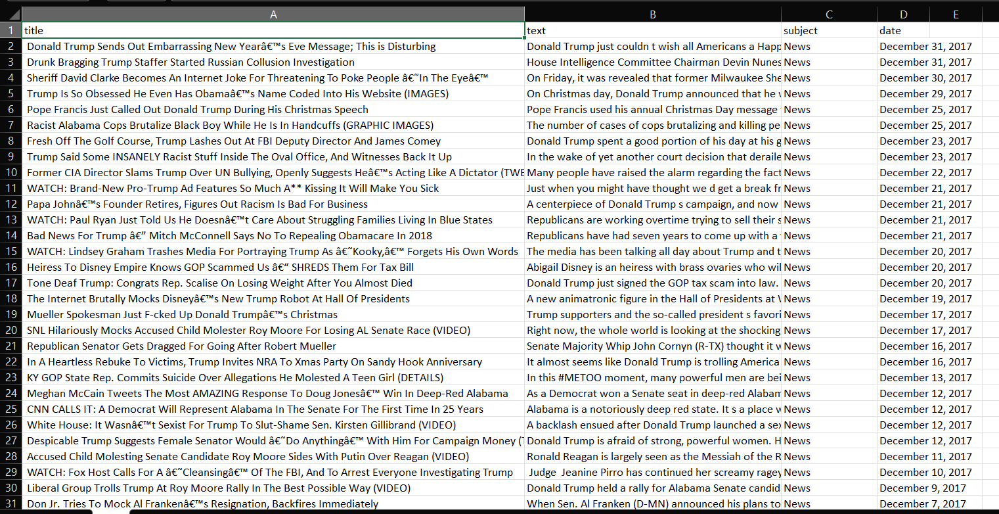 A B C D E
1 title text subject date
2 Donald Trump Sends Out Embarrassing New Yearâ€™s Eve Message; This is Disturbing Donald Trump just couldn t wish all Americans a Happ News December 31, 2017
3 Drunk Bragging Trump Staffer Started Russian Collusion Investigation House Intelligence Committee Chairman Devin Nunes News December 31, 2017
4 Sheriff David Clarke Becomes An Internet Joke For Threatening To Poke People â€˜In The Eyeâ€™ On Friday, it was revealed that former Milwaukee She News December 30, 2017
5 Trump Is So Obsessed He Even Has Obamaâ€™s Name Coded Into His Website (IMAGES) On Christmas day, Donald Trump announced that he News December 29, 2017
6 Pope Francis Just Called Out Donald Trump During His Christmas Speech Pope Francis used his annual Christmas Day message News December 25, 2017
7 Racist Alabama Cops Brutalize Black Boy While He Is In Handcuffs (GRAPHIC IMAGES) The number of cases of cops brutalizing and killing pe News December 25, 2017
8 Fresh Off The Golf Course, Trump Lashes Out At FBI Deputy Director And James Comey Donald Trump spent a good portion of his day at his g News December 23, 2017
9 Trump Said Some INSANELY Racist Stuff Inside The Oval Office, And Witnesses Back It Up In the wake of yet another court decision that deraile News December 23, 2017
10 Former CIA Director Slams Trump Over UN Bullying, Openly Suggests Heâ€™s Acting Like A Dictator (TWE Many people have raised the alarm regarding the fact News December 22, 2017
11 WATCH: Brand-New Pro-Trump Ad Features So Much A** Kissing It Will Make You Sick Just when you might have thought we d get a break fr News December 21, 2017
12 Papa Johnâ€™s Founder Retires, Figures Out Racism Is Bad For Business A centerpiece of Donald Trump s campaign, and now News December 21, 2017
13 WATCH: Paul Ryan Just Told Us He Doesnâ€™t Care About Struggling Families Living In Blue States Republicans are working overtime trying to sell their s News December 21, 2017
14 Bad News For Trump â€” Mitch McConnell Says No To Repealing Obamacare In 2018 Republicans have had seven years to come up with a News December 21, 2017
15 WATCH: Lindsey Graham Trashes Media For Portraying Trump As â€˜Kooky,â€™ Forgets His Own Words The media has been talking all day about Trump and t News December 20, 2017
16 Heiress To Disney Empire Knows GOP Scammed Us â€“ SHREDS Them For Tax Bill Abigail Disney is an heiress with brass ovaries who wil News December 20, 2017
17 Tone Deaf Trump: Congrats Rep. Scalise On Losing Weight After You Almost Died Donald Trump just signed the GOP tax scam into law. News December 20, 2017
18 The Internet Brutally Mocks Disneyâ€™s New Trump Robot At Hall Of Presidents A new animatronic figure in the Hall of Presidents at News December 19, 2017
19 Mueller Spokesman Just F-cked Up Donald Trumpâ€™s Christmas Trump supporters and the so-called president s favori News December 17, 2017
20 SNL Hilariously Mocks Accused Child Molester Roy Moore For Losing AL Senate Race (VIDEO) Right now, the whole world is looking at the shocking News December 17, 2017
21 Republican Senator Gets Dragged For Going After Robert Mueller Senate Majority Whip John Cornyn (R-TX) thought it w News December 16, 2017
22 In A Heartless Rebuke To Victims, Trump Invites NRA To Xmas Party On Sandy Hook Anniversary It almost seems like Donald Trump is trolling America News December 16, 2017
23 KY GOP State Rep. Commits Suicide Over Allegations He Molested A Teen Girl (DETAILS) In this #METOO moment, many powerful men are bei News December 13, 2017
24 Meghan McCain Tweets The Most AMAZING Response To Doug Jonesâ€™ Win In Deep-Red Alabama As a Democrat won a Senate seat in deep-red Alabam News December 12, 2017
25 CNN CALLS IT: A Democrat Will Represent Alabama In The Senate For The First Time In 25 Years Alabama is a notoriously deep red state. It s a place w News December 12, 2017
26 White House: It Wasnâ€™t Sexist For Trump To Slut-Shame Sen. Kirsten Gillibrand (VIDEO) A backlash ensued after Donald Trump launched a sex News December 12, 2017
27 Despicable Trump Suggests Female Senator Would â€˜Do Anythingâ€™ With Him For Campaign Money (T Donald Trump is afraid of strong, powerful women. H News December 12, 2017
28 Accused Child Molesting Senate Candidate Roy Moore Sides With Putin Over Reagan (VIDEO) Ronald Reagan is largely seen as the Messiah of the R News December 11, 2017
29 WATCH: Fox Host Calls For A â€˜Cleansingâ€™ Of The FBI, And To Arrest Everyone Investigating Trump Judge Jeanine Pirro has continued her screamy ragey News December 10, 2017
30 Liberal Group Trolls Trump At Roy Moore Rally In The Best Possible Way (VIDEO) Donald Trump held a rally for Alabama Senate candid News December 9, 2017
31 Don Jr. Tries To Mock Al Frankenâ€™s Resignation, Backfires Immediately When Sen. Al Franken (D-MN) announced his plans to News December 7, 2017